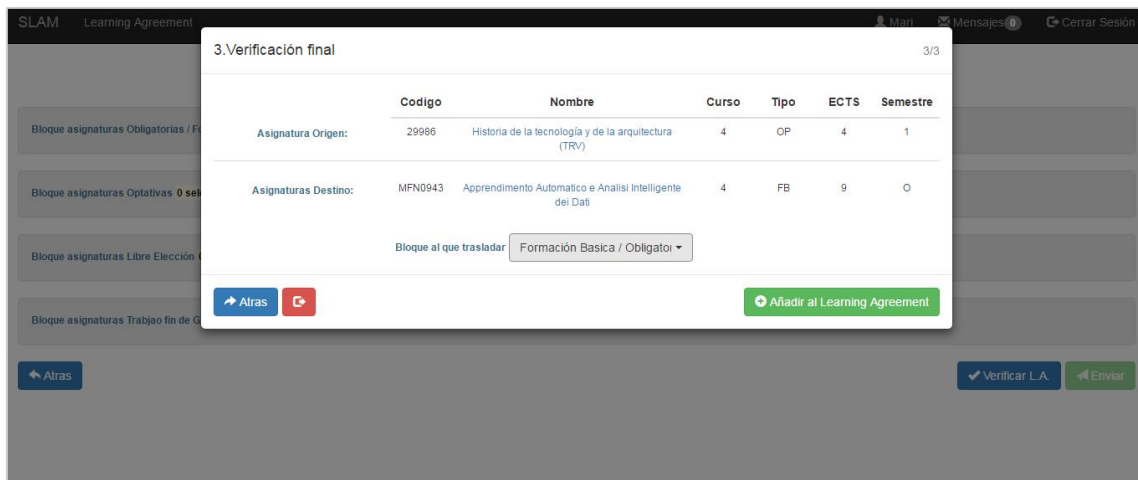 SLAM Learning Agreement Mari Mensajes 0 Cerrar Sesión
3.Verificación final 3/3
Codigo Nombre Curso Tipo ECTS Semestre
Asignatura Origen: 29986 Historia de la tecnología y de la arquitectura 4 OP 4 1
(TRV)
Asignaturas Destino: MFN0943 Apprendimento Automatico e Analisi Intelligente 4 FB 9 O
dei Dati
Bloque al que trasladar Formación Basica / Obligator
Atras Añadir al Learning Agreement
Bloque asignaturas Obligatorias /
Bloque asignaturas Optativas 0
Bloque asignaturas Libre Elección
Bloque asignaturas Trabjao fin de
Atras Verificar L.A. Enviar